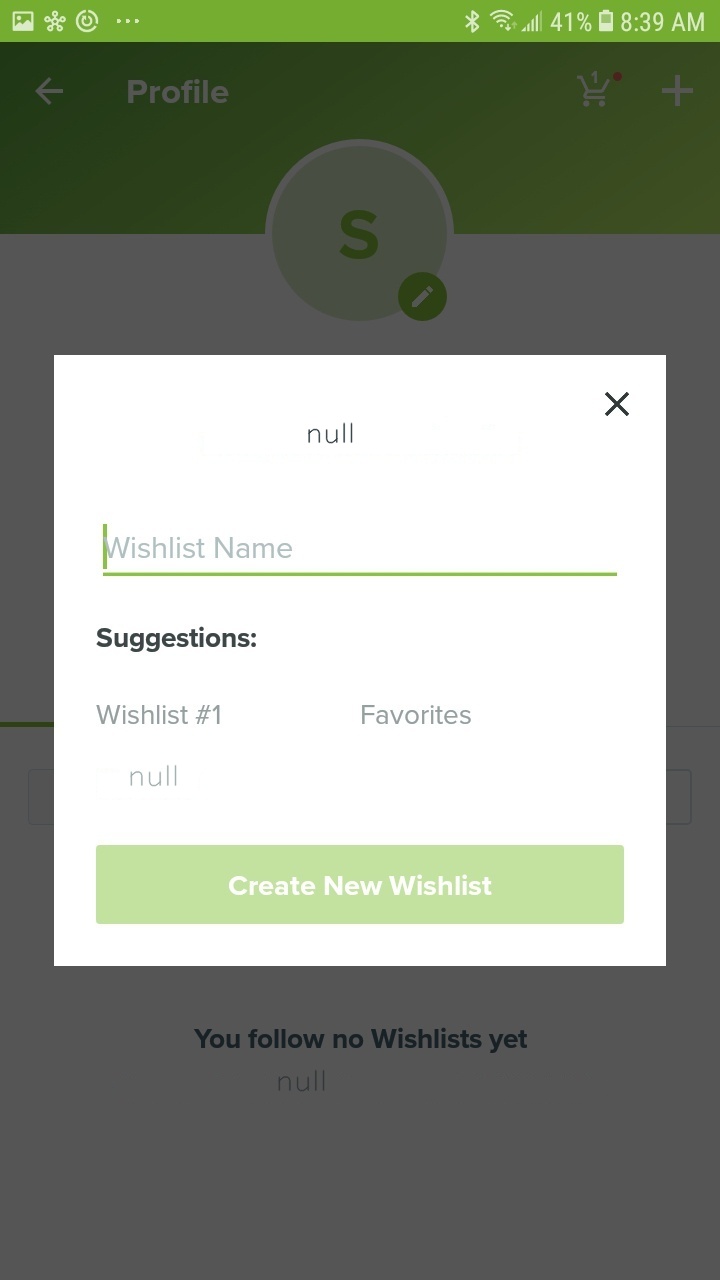 41% 8:39 AM
Profile
1
S
null
Wishlist Name
Suggestions:
Wishlist #1 Favorites
null
Create New Wishlist
You follow no Wishlists yet
null